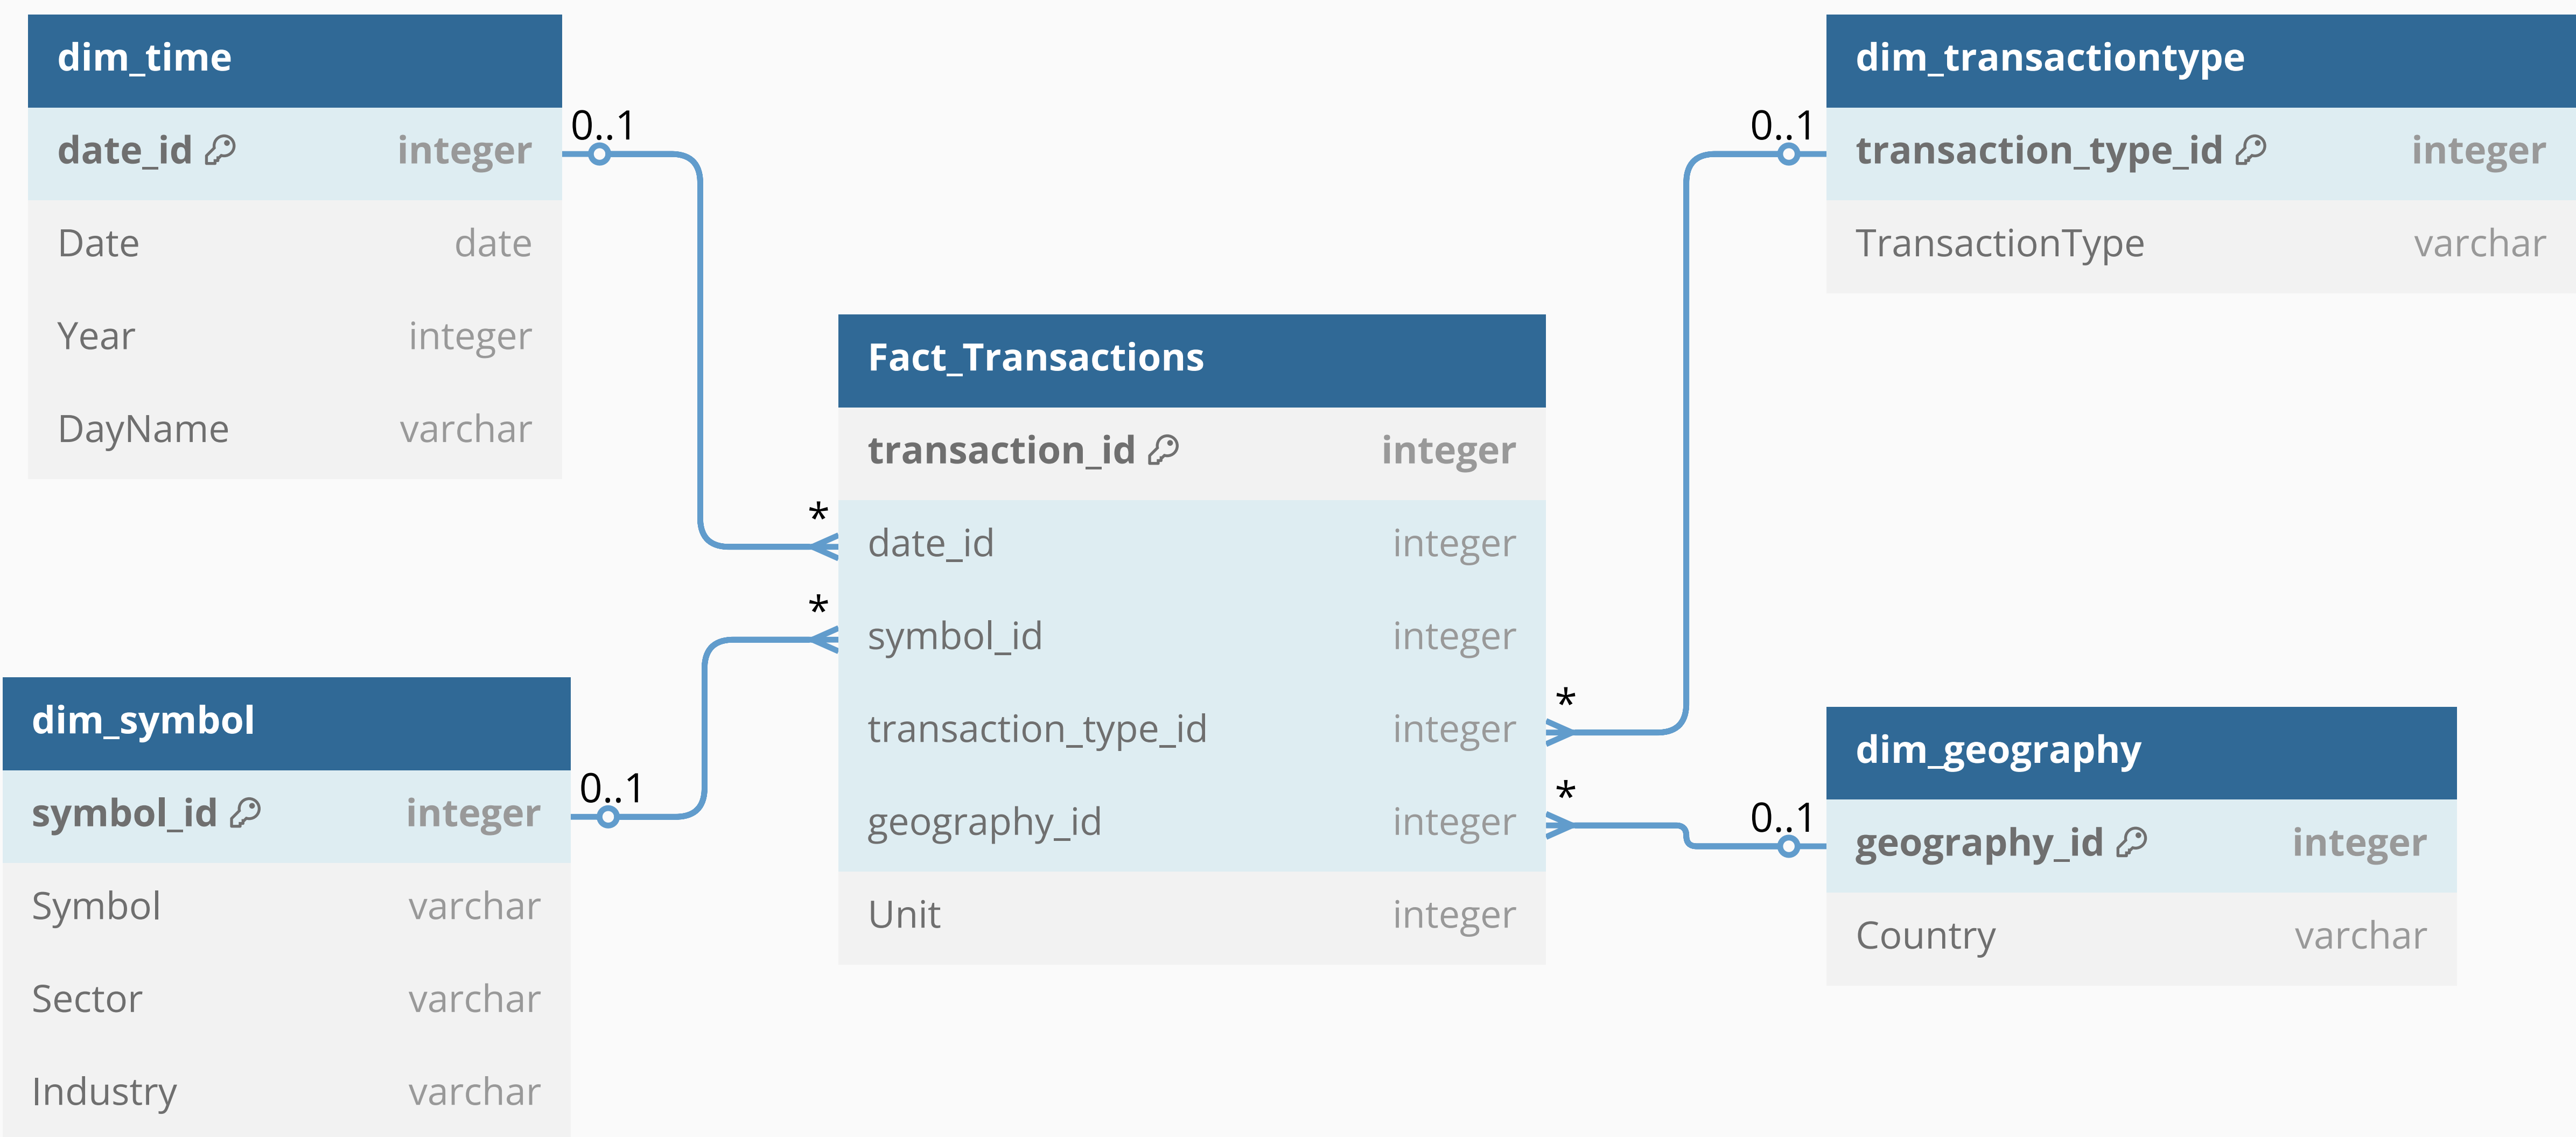 dim_time
date_id integer
Date date
Year integer
DayName varchar
0..1
*
dim_symbol
symbol_id integer
Symbol varchar
Sector varchar
Industry varchar
0..1
*
Fact_Transactions
transaction_id integer
date_id integer
symbol_id integer
transaction_type_id integer
geography_id integer
Unit integer
dim_transactiontype
transaction_type_id integer
TransactionType varchar
0..1
*
dim_geography
geography_id integer
Country varchar
0..1
*